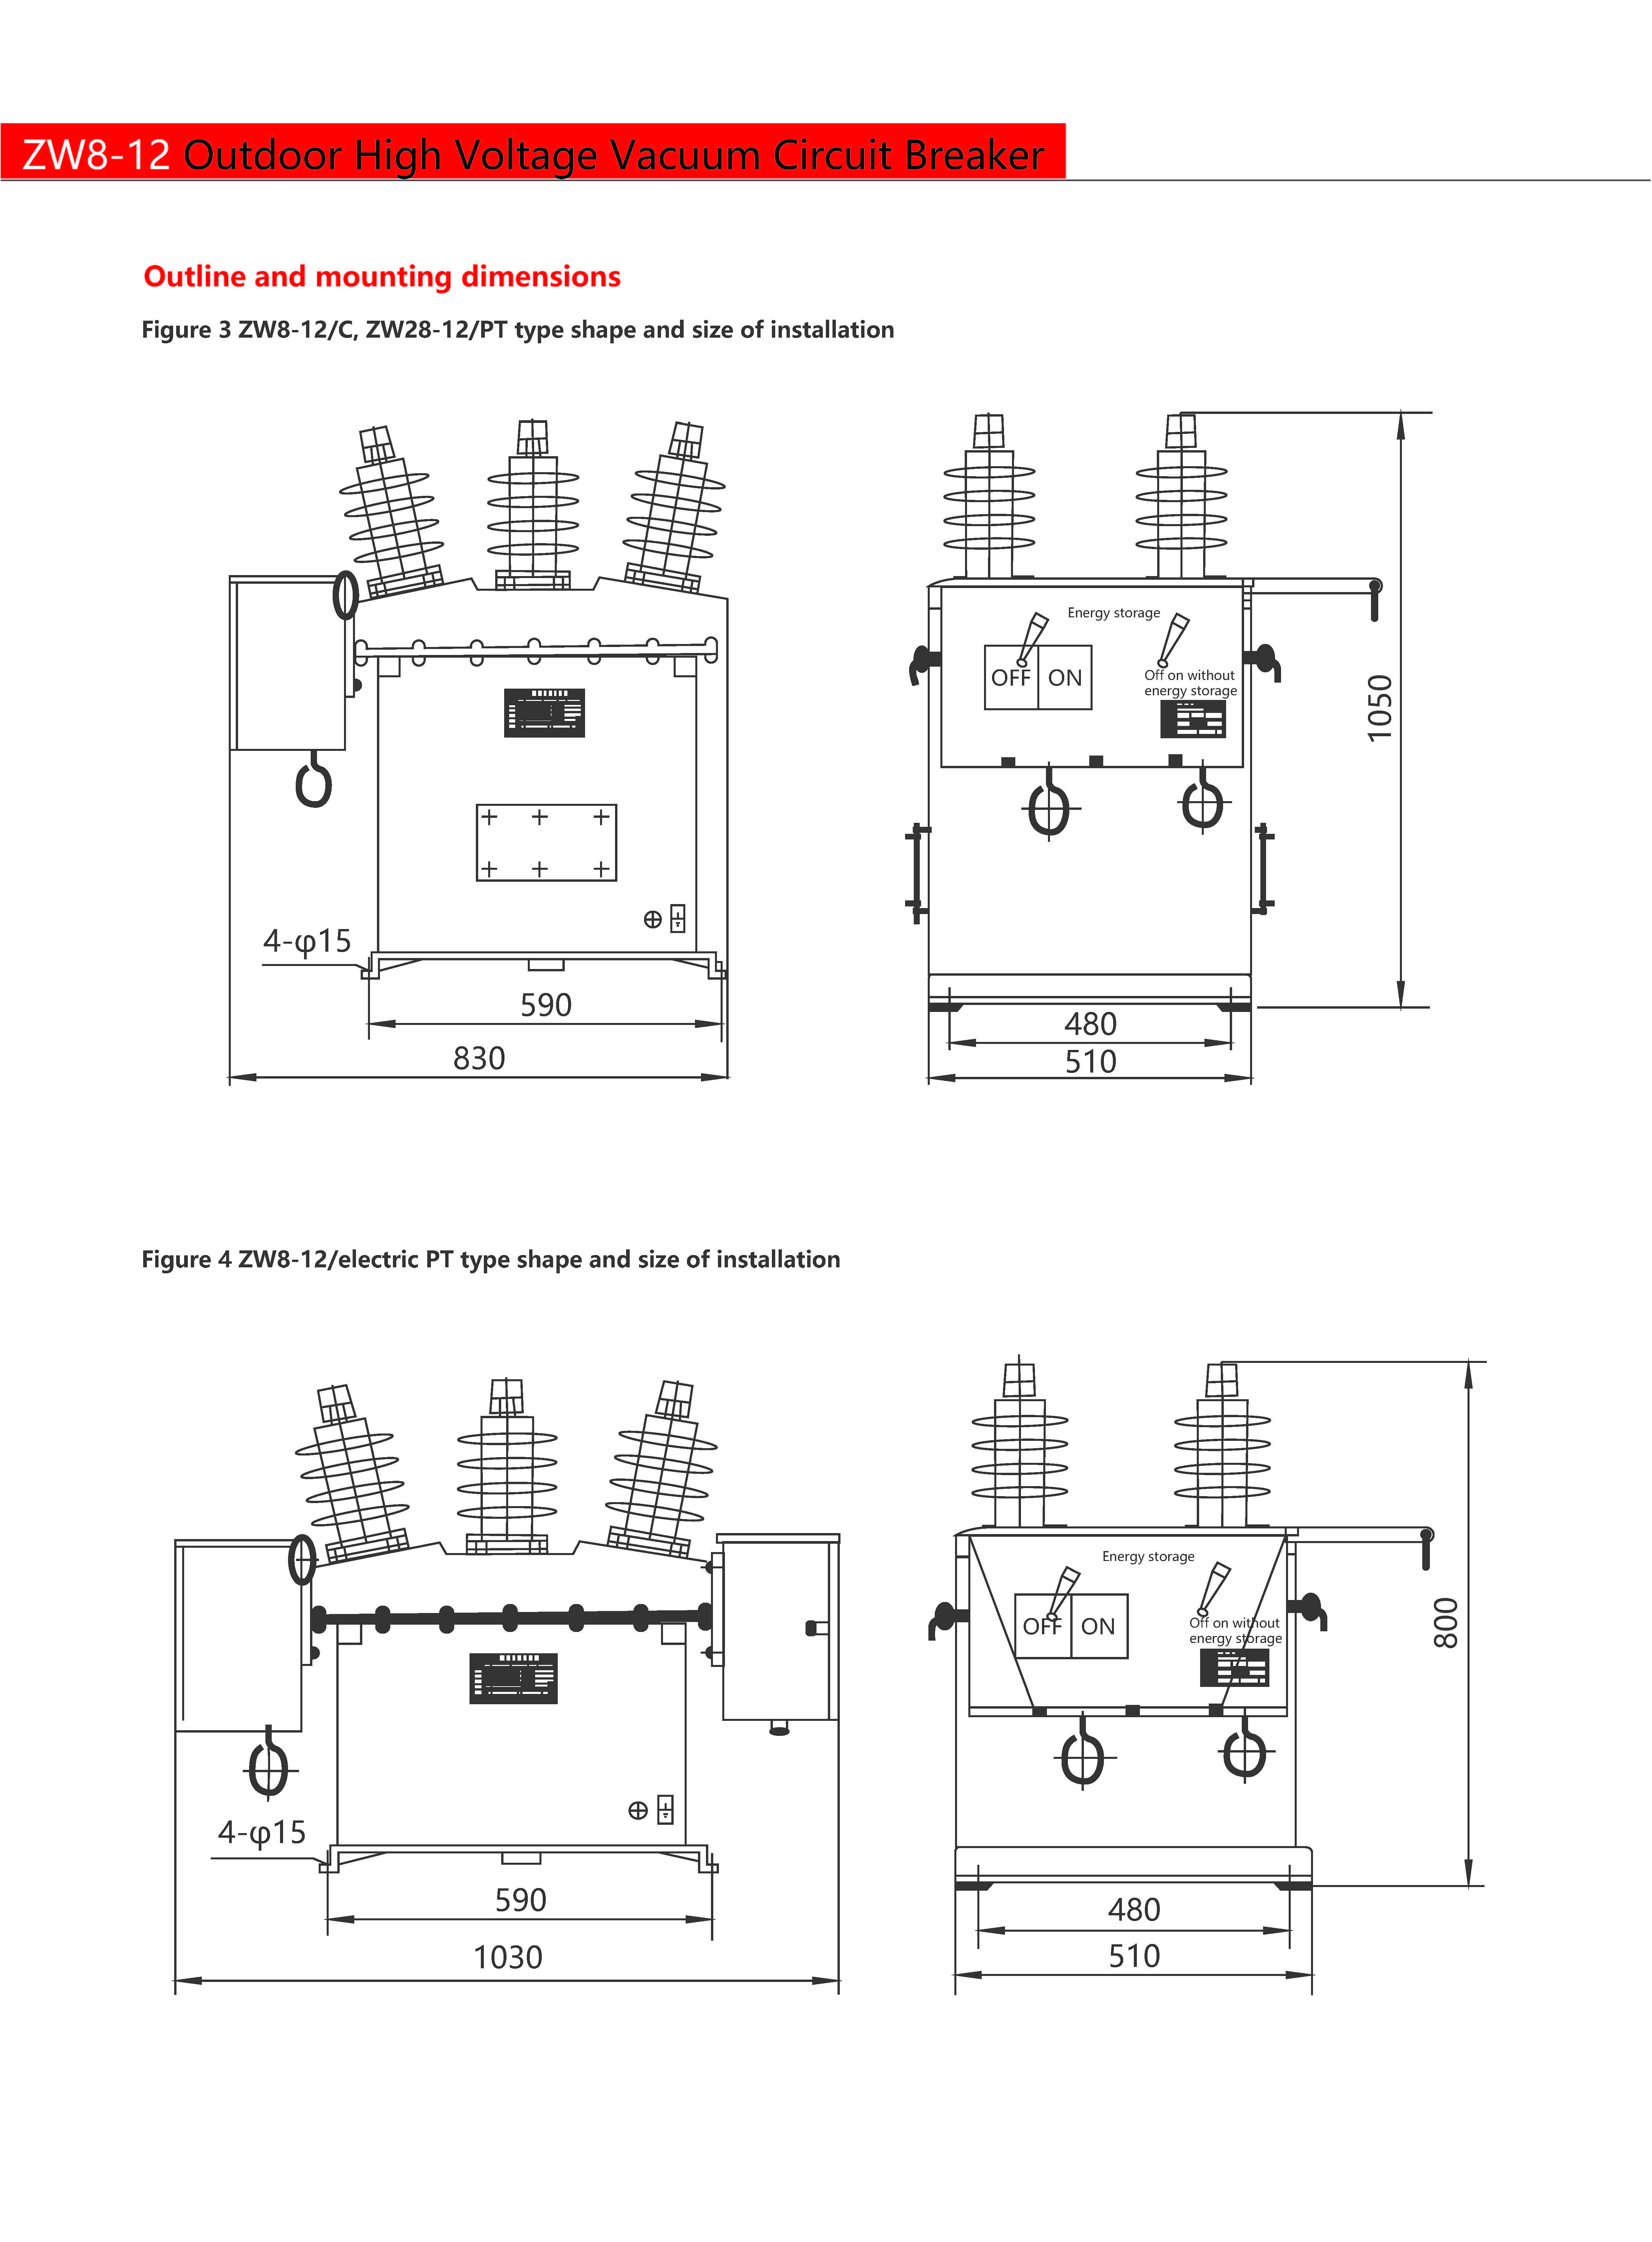 ZW8-12 Outdoor High Voltage Vacuum Circuit Breaker
Outline and mounting dimensions
Figure 3 ZW8-12/C, ZW28-12/PT type shape and size of installation
Energy storage
OFF ON
Off on without
energy storage
1050
4-φ15
590
830
480
510
Figure 4 ZW8-12/electric PT type shape and size of installation
Energy storage
OFF ON
Off on without
energy storage
800
4-φ15
590
1030
480
510